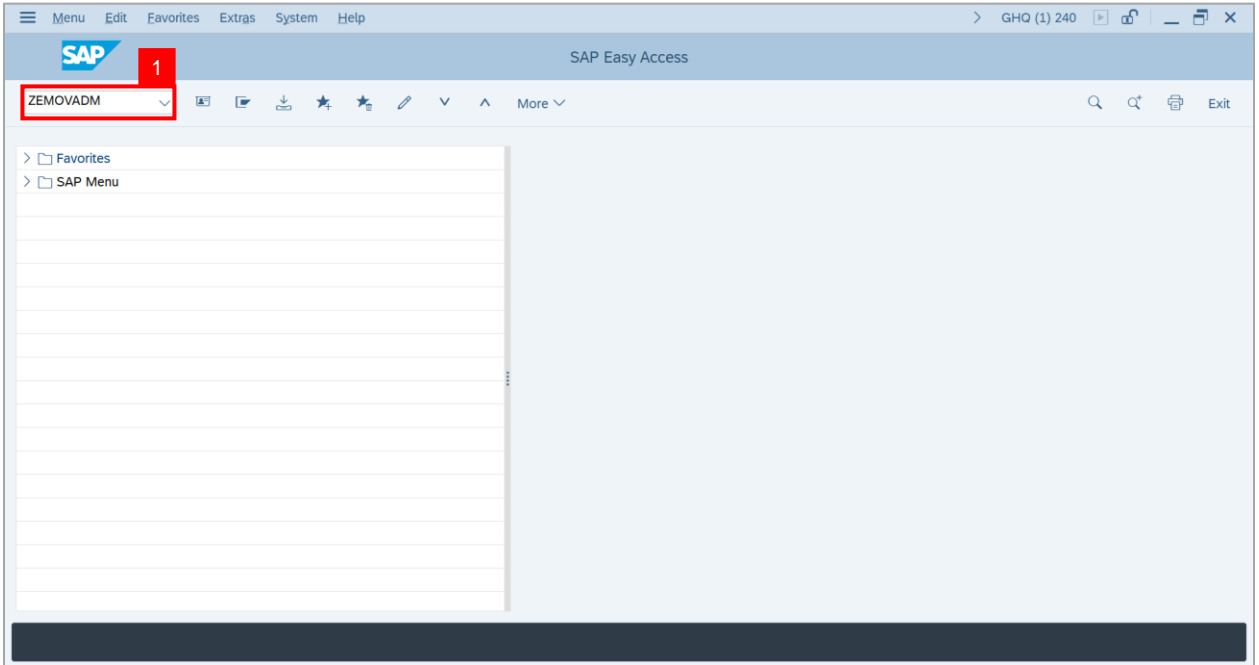 Menu Edit Favorites Extras System Help GHQ (1) 240
SAP SAP Easy Access
1
ZEMOVADM More Exit
Favorites
SAP Menu